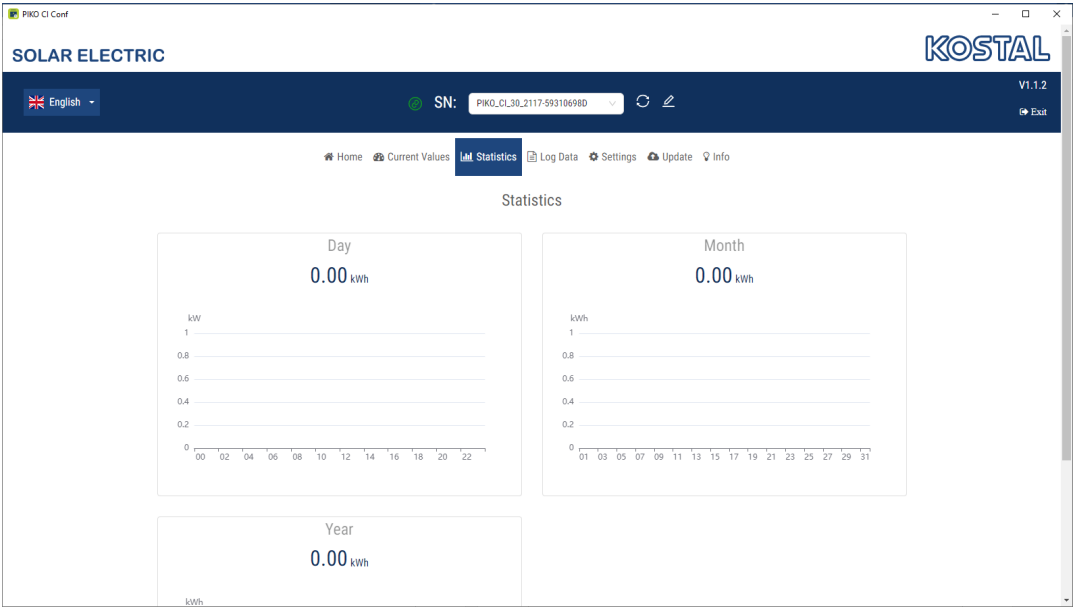 PIKO CI Conf
SOLAR ELECTRIC
KOSTAL
V1.1.2
English
SN: PIKO_CI_30_2117-59310698D
Exit
Home Current Values Statistics Log Data Settings Update Info
Statistics
Day
0.00 kWh
kW
1
0.8
0.6
0.4
0.2
0
00 02 04 06 08 10 12 14 16 18 20 22
Month
0.00 kWh
kWh
1
0.8
0.6
0.4
0.2
0
01 03 05 07 09 11 13 15 17 19 21 23 25 27 29 31
Year
0.00 kWh
kWh